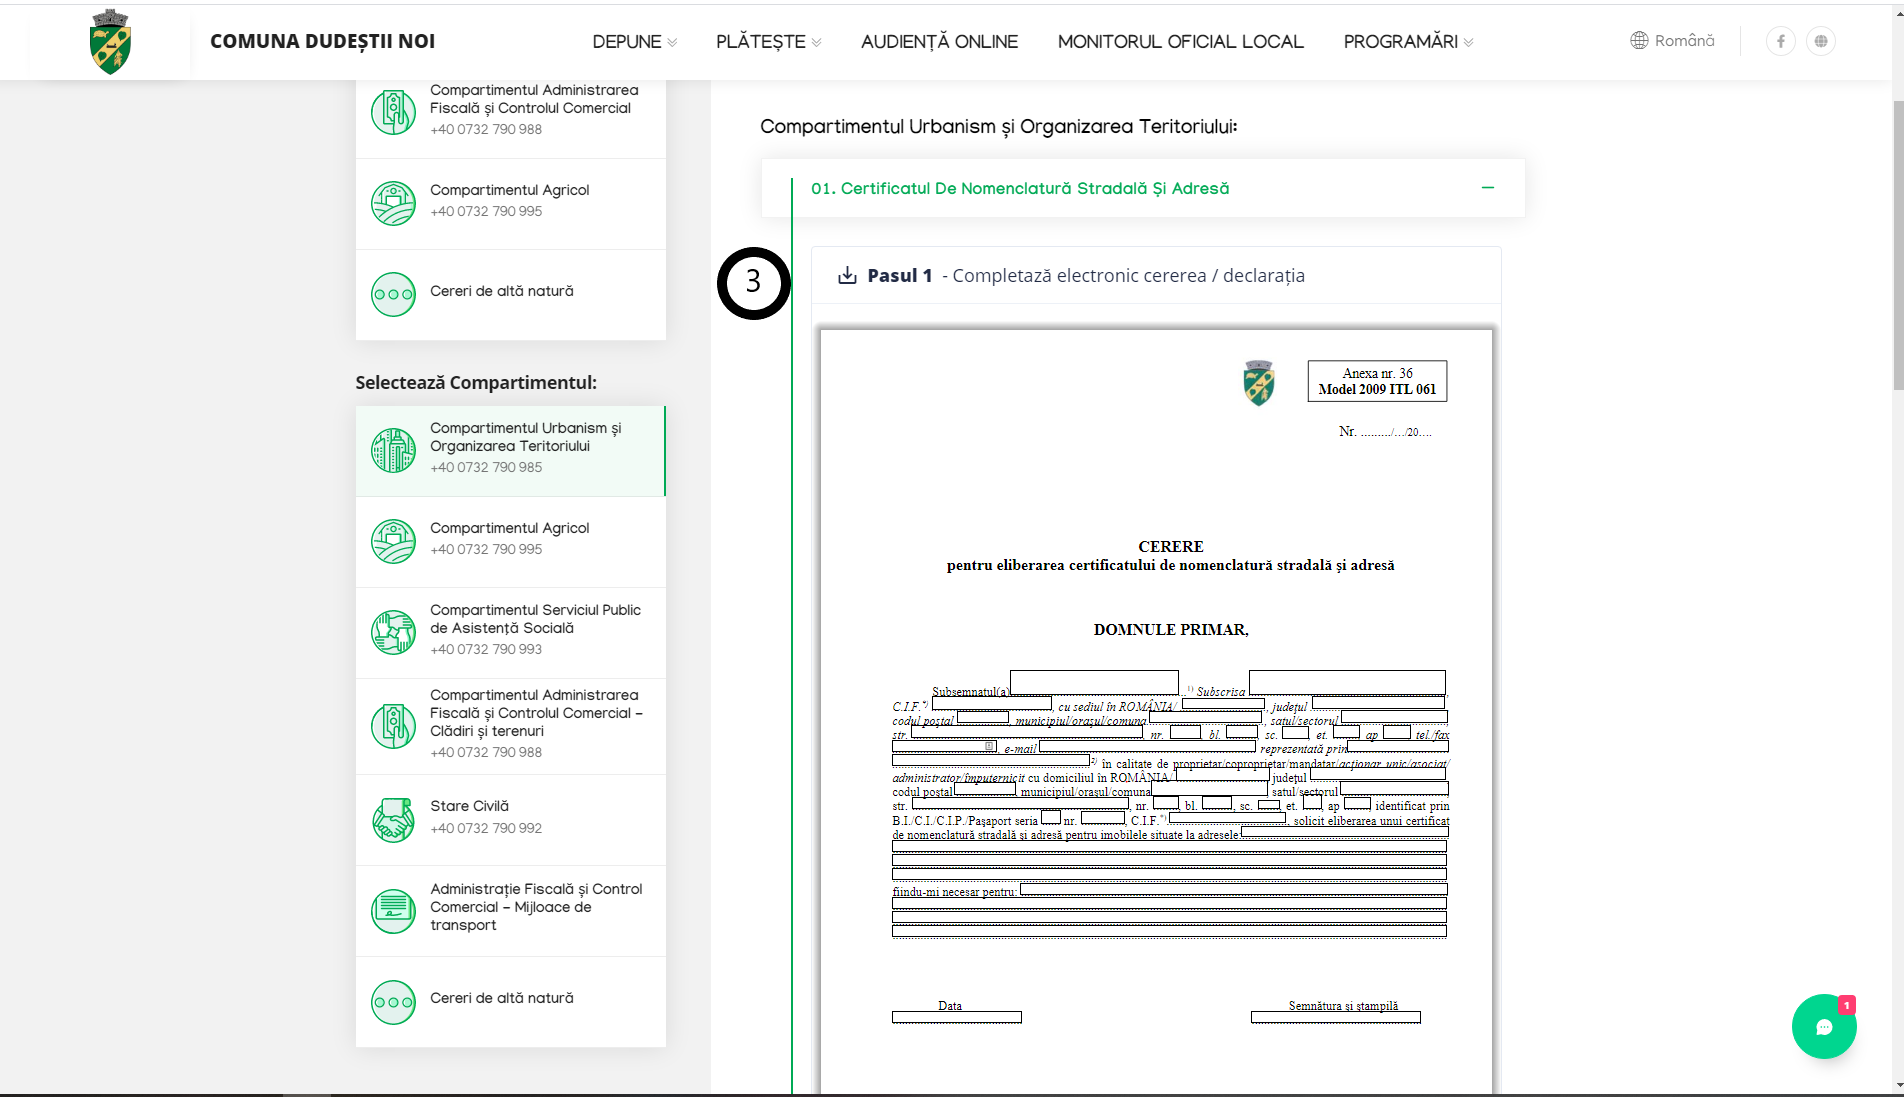 COMUNA DUDEȘTII NOI
DEPUNE
PLĂTEȘTE
AUDIENȚĂ ONLINE
MONITORUL OFICIAL LOCAL
PROGRAMĂRI
Română
Compartimentul Administrarea
Fiscală și Controlul Comercial
+40 0732 790 988
Compartimentul Agricol
+40 0732 790 995
Cereri de altă natură
Selectează Compartimentul:
Compartimentul Urbanism și
Organizarea Teritoriului
+40 0732 790 985
Compartimentul Agricol
+40 0732 790 995
Compartimentul Serviciul Public
de Asistență Socială
+40 0732 790 993
Compartimentul Administrarea
Fiscală și Controlul Comercial –
Clădiri și terenuri
+40 0732 790 988
Stare Civilă
+40 0732 790 992
Administrație Fiscală și Control
Comercial – Mijloace de
transport
Cereri de altă natură
Compartimentul Urbanism și Organizarea Teritoriului:
01. Certificatul De Nomenclatură Stradală Și Adresă
3
Pasul 1 - Completază electronic cererea / declarația
Anexa nr. 36
Model 2009 ITL 061
Nr. ........./.../20....
CERERE
pentru eliberarea certificatului de nomenclatură stradală și adresă
DOMNULE PRIMAR,
Subsemnatul(a) ..1) Subscrisa
C.I.F.*) , cu sediul în ROMÂNIA/ , județul
codul poștal , municipiul/orașul/comuna , satul/sectorul
str. , nr. bl. , sc. , et. ap tel./fax
, e-mail reprezentată prin
2) în calitate de proprietar/coproprietar/mandatar/acționar unic/asociat/
administrator/împuternicit cu domiciliul în ROMÂNIA/ județul
codul poștal , municipiul/orașul/comuna , satul/sectorul
str. , nr. , bl. , sc. , et. , ap , identificat prin
B.I./C.I./C.I.P./Pașaport seria nr. , C.I.F.*) , solicit eliberarea unui certificat
de nomenclatură stradală și adresă pentru imobilele situate la adresele:
fiindu-mi necesar pentru:
Data
Semnătura și ștampilă
1